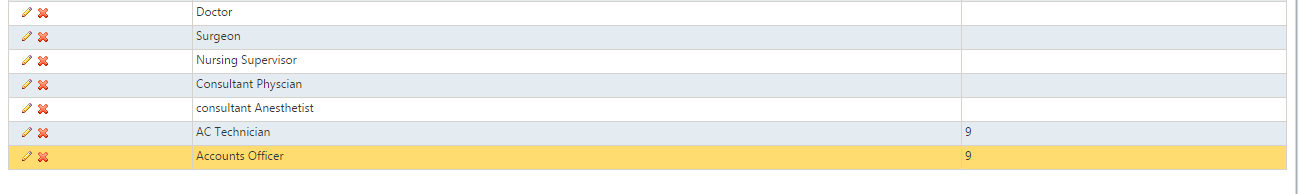 Doctor
Surgeon
Nursing Supervisor
Consultant Physcian
consultant Anesthetist
AC Technician 9
Accounts Officer 9